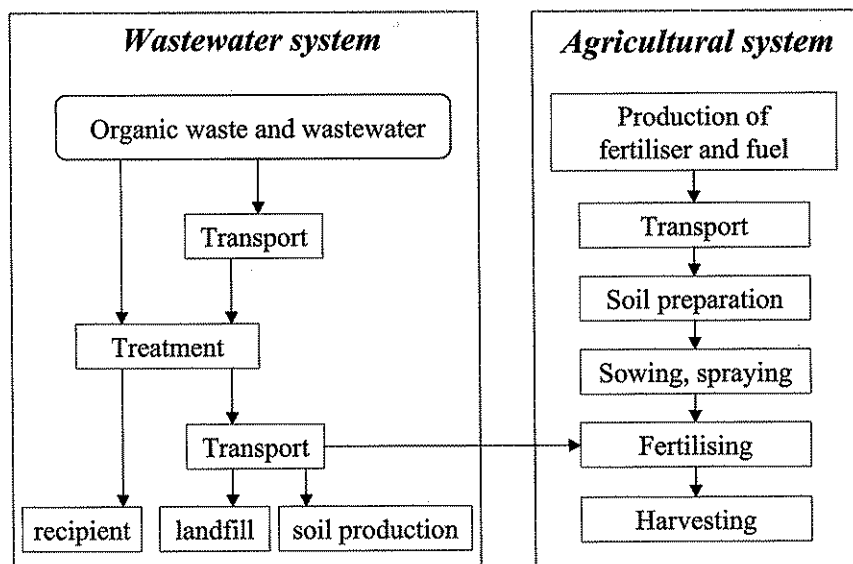 Wastewater system
Organic waste and wastewater
Transport
Treatment
Transport
recipient
landfill
soil production
Agricultural system
Production of
fertiliser and fuel
Transport
Soil preparation
Sowing, spraying
Fertilising
Harvesting